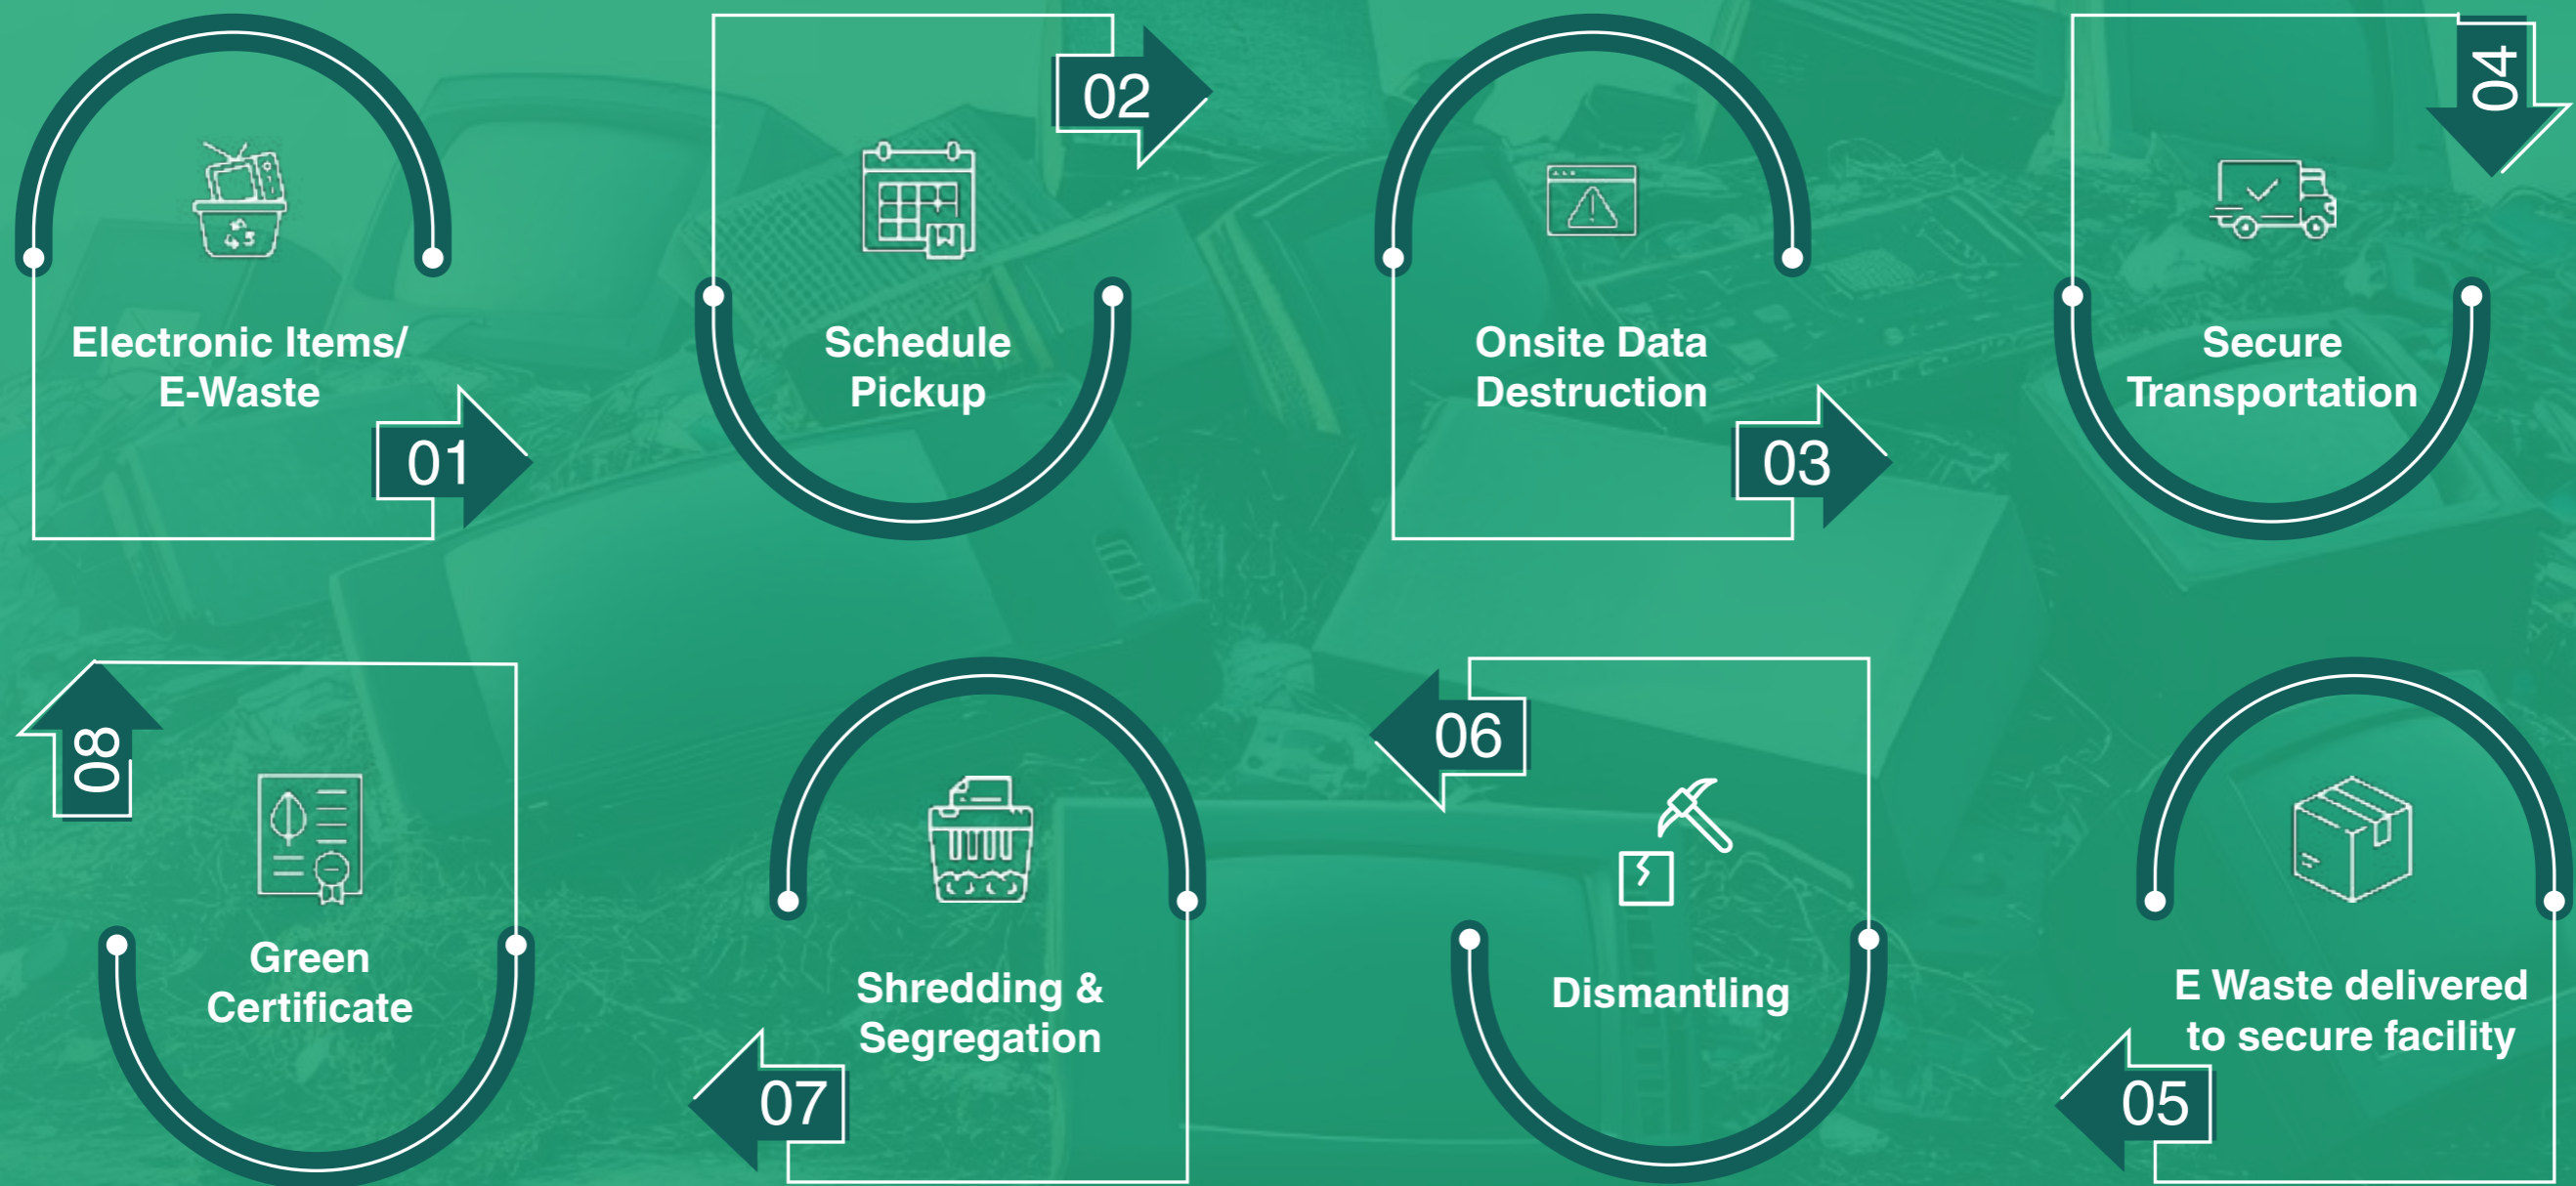 Electronic Items/
E-Waste
01
02
Schedule
Pickup
Onsite Data
Destruction
03
04
Secure
Transportation
E Waste delivered
to secure facility
05
06
Dismantling
Shredding &
Segregation
07
08
Green
Certificate